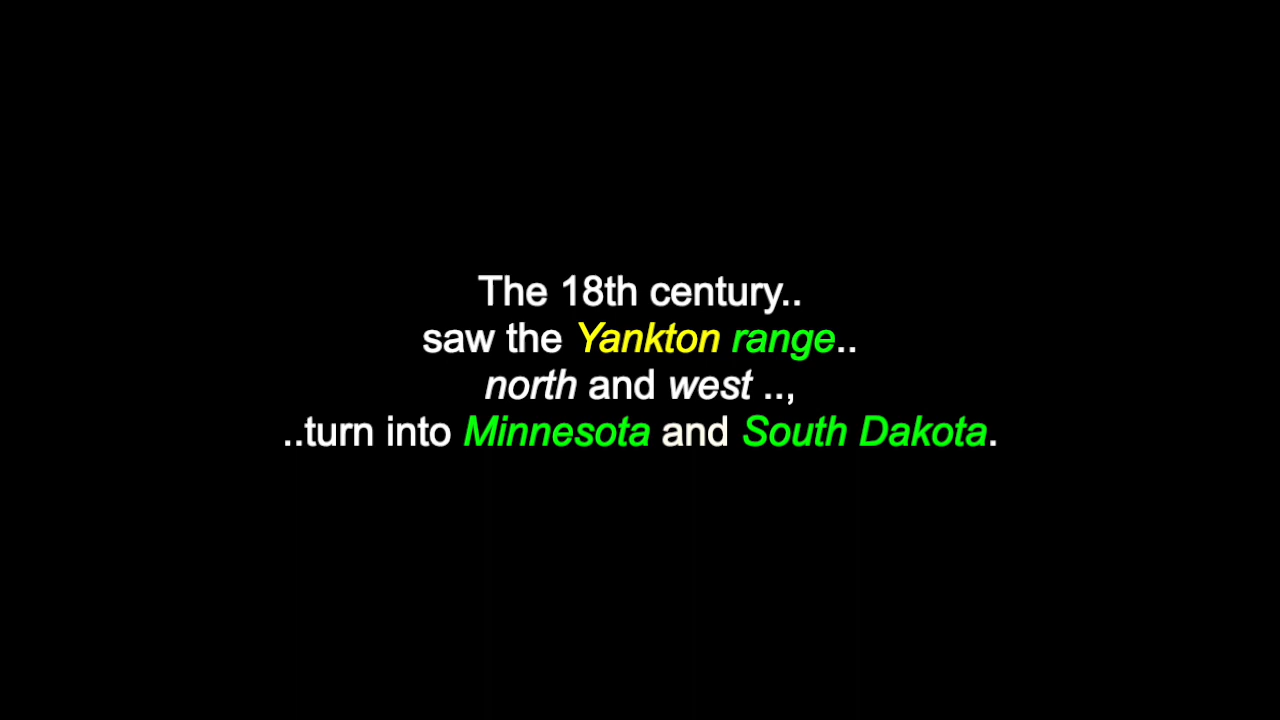 The 18th century..
saw the Yankton range..
north and west ..,
..turn into Minnesota and South Dakota.